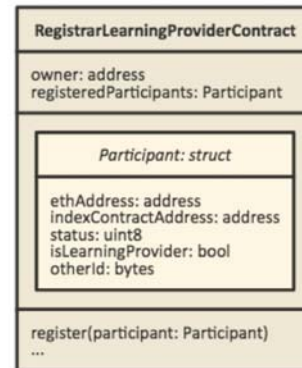 RegistrarLearningProviderContract
owner: address
registeredParticipants: Participant
Participant: struct
ethAddress: address
indexContractAddress: address
status: uint8
isLearningProvider: bool
otherId: bytes
register(participant: Participant)
...